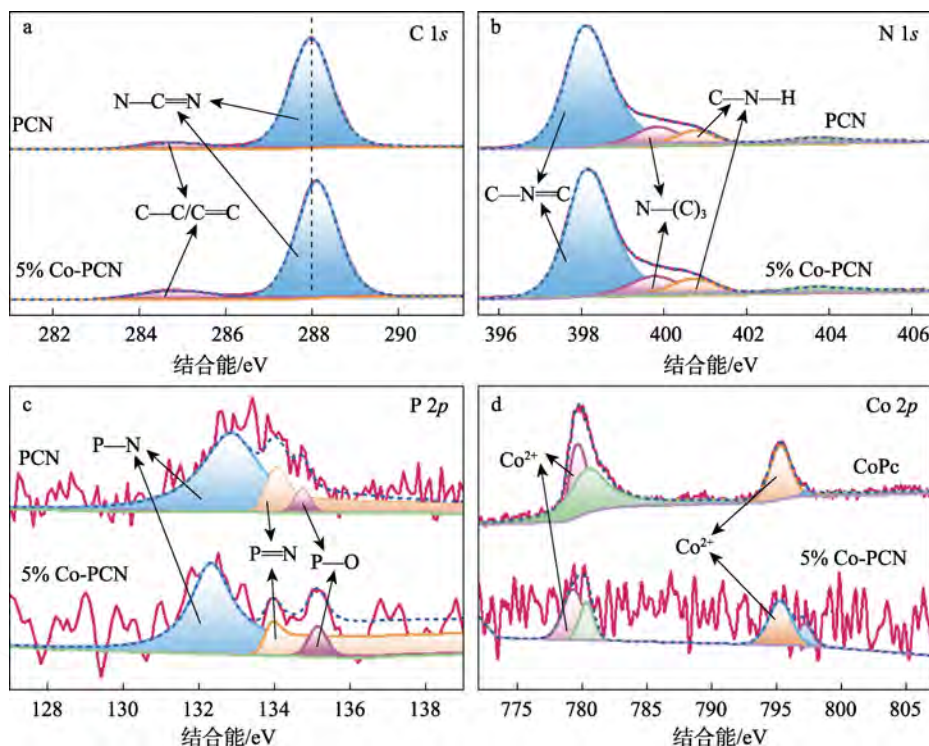 a
C 1s
N—C=N
PCN
C—C/C=C
5% Co-PCN
282 284 286 288 290
结合能/eV
b
N 1s
C—N—H
PCN
C—N=C
N—(C)₃
5% Co-PCN
396 398 400 402 404 406
结合能/eV
c
P 2p
P—N
PCN
P=N
P—O
5% Co-PCN
128 130 132 134 136 138
结合能/eV
d
Co 2p
Co²⁺
CoPc
Co²⁺
5% Co-PCN
775 780 785 790 795 800 805
结合能/eV